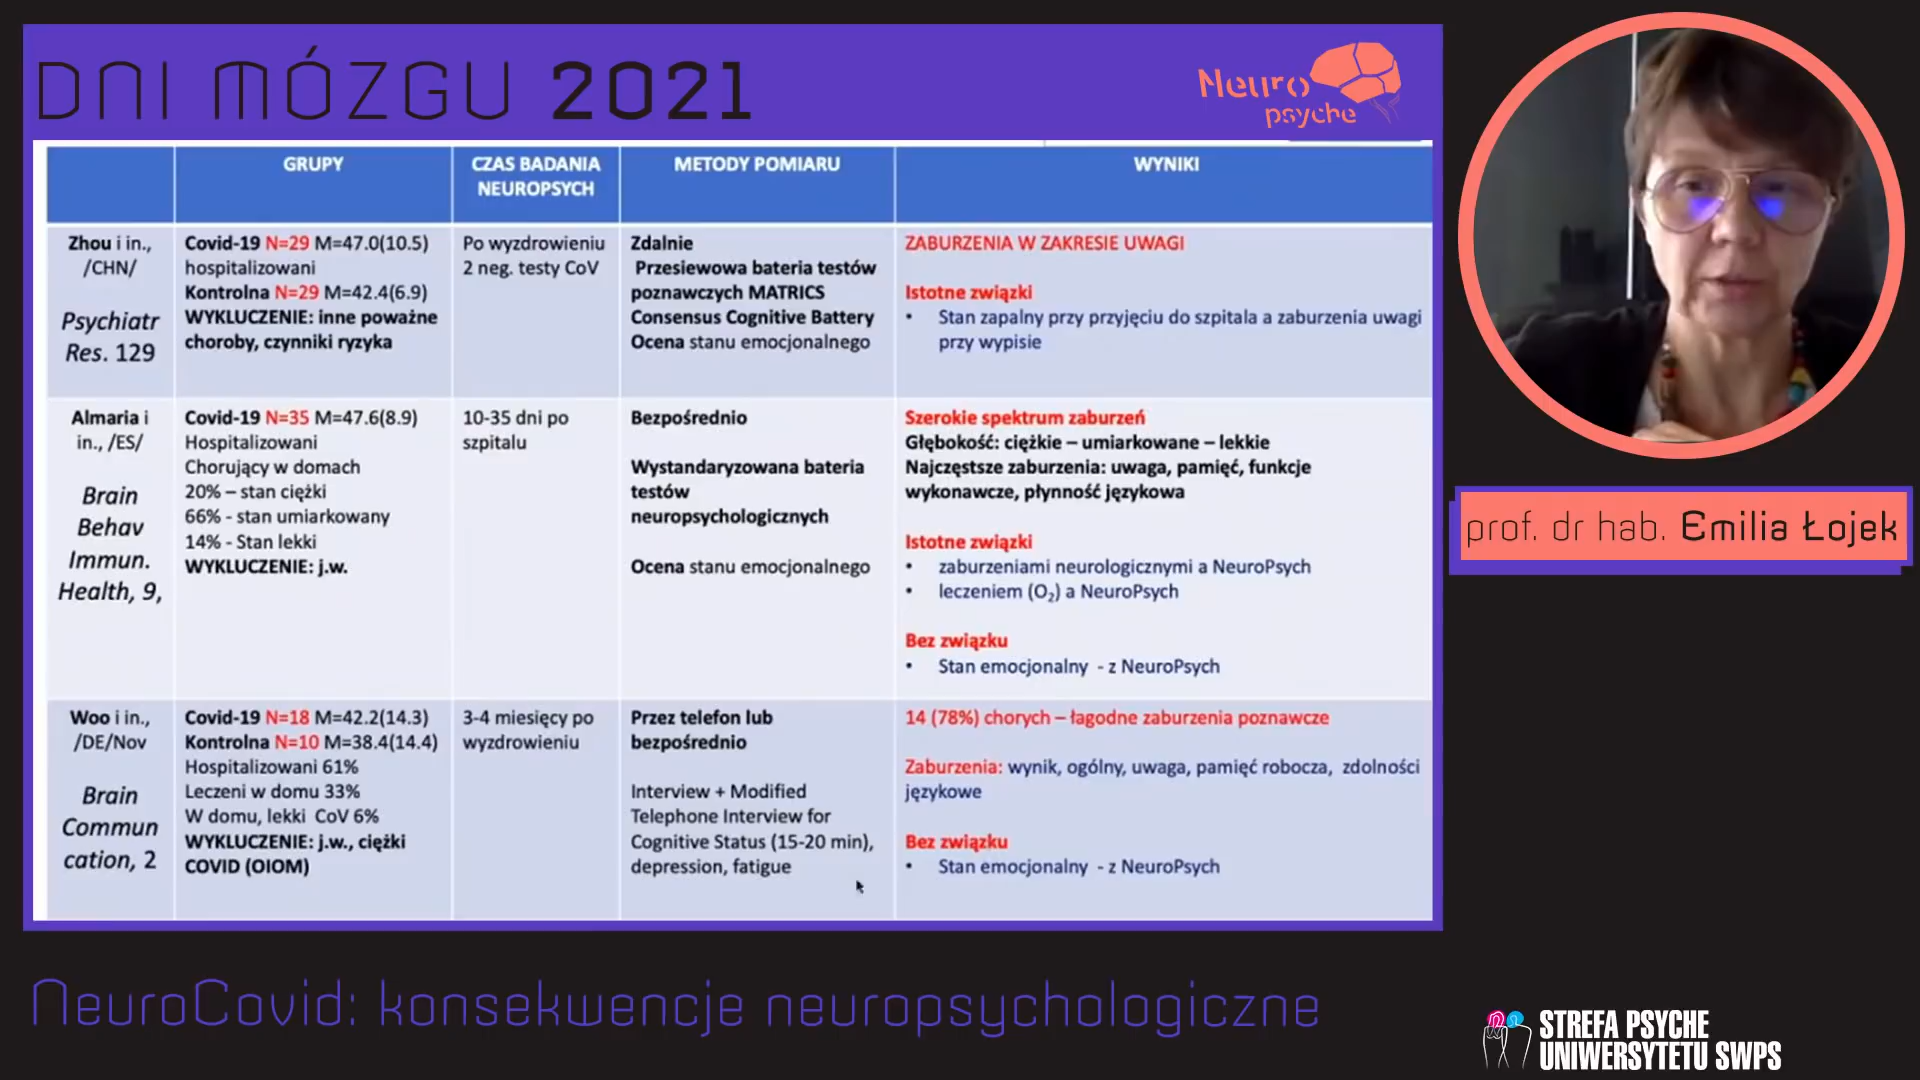 DNI MÓZGU 2021
Neuro
psyche
GRUPY
CZAS BADANIA
NEUROPSYCH
METODY POMIARU
WYNIKI
Zhou i in.,
/CHN/
Psychiatr
Res. 129
Covid-19 N=29 M=47.0(10.5)
hospitalizowani
Kontrolna N=29 M=42.4(6.9)
WYKLUCZENIE: inne poważne
choroby, czynniki ryzyka
Po wyzdrowieniu
2 neg. testy CoV
Zdalnie
Przesiewowa bateria testów
poznawczych MATRICS
Consensus Cognitive Battery
Ocena stanu emocjonalnego
ZABURZENIA W ZAKRESIE UWAGI
Istotne związki
• Stan zapalny przy przyjęciu do szpitala a zaburzenia uwagi
przy wypisie
Almaria i
in., /ES/
Brain
Behav
Immun.
Health, 9,
Covid-19 N=35 M=47.6(8.9)
Hospitalizowani
Chorujący w domach
20% – stan ciężki
66% - stan umiarkowany
14% - Stan lekki
WYKLUCZENIE: j.w.
10-35 dni po
szpitalu
Bezpośrednio
Wystandaryzowana bateria
testów
neuropsychologicznych
Ocena stanu emocjonalnego
Szerokie spektrum zaburzeń
Głębokość: ciężkie – umiarkowane – lekkie
Najczęstsze zaburzenia: uwaga, pamięć, funkcje
wykonawcze, płynność językowa
Istotne związki
• zaburzeniami neurologicznymi a NeuroPsych
• leczeniem (O₂) a NeuroPsych
Bez związku
• Stan emocjonalny - z NeuroPsych
Woo i in.,
/DE/Nov
Brain
Commun
cation, 2
Covid-19 N=18 M=42.2(14.3)
Kontrolna N=10 M=38.4(14.4)
Hospitalizowani 61%
Leczeni w domu 33%
W domu, lekki CoV 6%
WYKLUCZENIE: j.w., ciężki
COVID (OIOM)
3-4 miesięcy po
wyzdrowieniu
Przez telefon lub
bezpośrednio
Interview + Modified
Telephone Interview for
Cognitive Status (15-20 min),
depression, fatigue
14 (78%) chorych – łagodne zaburzenia poznawcze
Zaburzenia: wynik, ogólny, uwaga, pamięć robocza, zdolności
językowe
Bez związku
• Stan emocjonalny - z NeuroPsych
prof. dr hab. Emilia Łojek
NeuroCovid: konsekwencje neuropsychologiczne
STREFA PSYCHE
UNIWERSYTETU SWPS